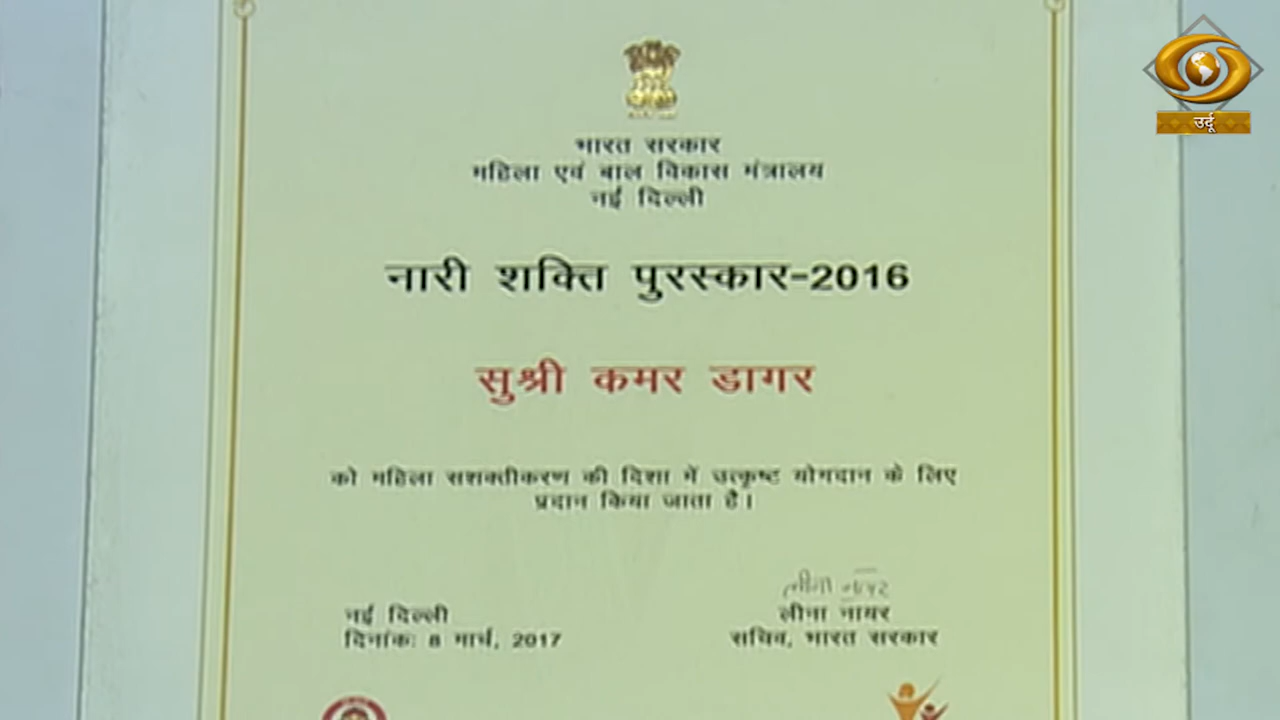 उर्दू
भारत सरकार
महिला एवं बाल विकास मंत्रालय
नई दिल्ली
नारी शक्ति पुरस्कार-2016
सुश्री कमर डागर
को महिला सशक्तीकरण की दिशा में उत्कृष्ट योगदान के लिए
प्रदान किया जाता है।
लीना नायर
नई दिल्ली
दिनांक: 8 मार्च, 2017
लीना नायर
सचिव, भारत सरकार